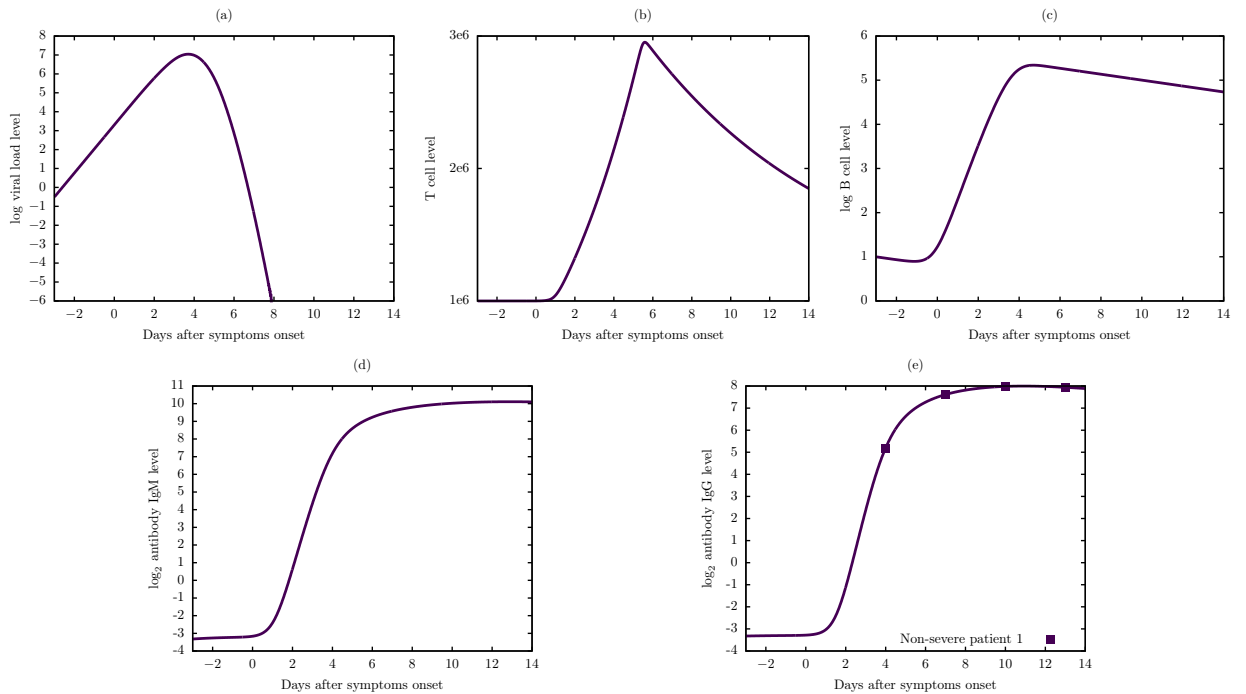 (a)
8
7
6
5
4
3
2
1
0
−1
−2
−3
−4
−5
−6
log viral load level
−2 0 2 4 6 8 10 12 14
Days after symptoms onset
(b)
3e6
2e6
1e6
T cell level
−2 0 2 4 6 8 10 12 14
Days after symptoms onset
(c)
6
5
4
3
2
1
0
log B cell level
−2 0 2 4 6 8 10 12 14
Days after symptoms onset
(d)
11
10
9
8
7
6
5
4
3
2
1
0
-1
-2
-3
-4
log₂ antibody IgM level
−2 0 2 4 6 8 10 12 14
Days after symptoms onset
(e)
8
7
6
5
4
3
2
1
0
-1
-2
-3
-4
log₂ antibody IgG level
Non-severe patient 1
−2 0 2 4 6 8 10 12 14
Days after symptoms onset